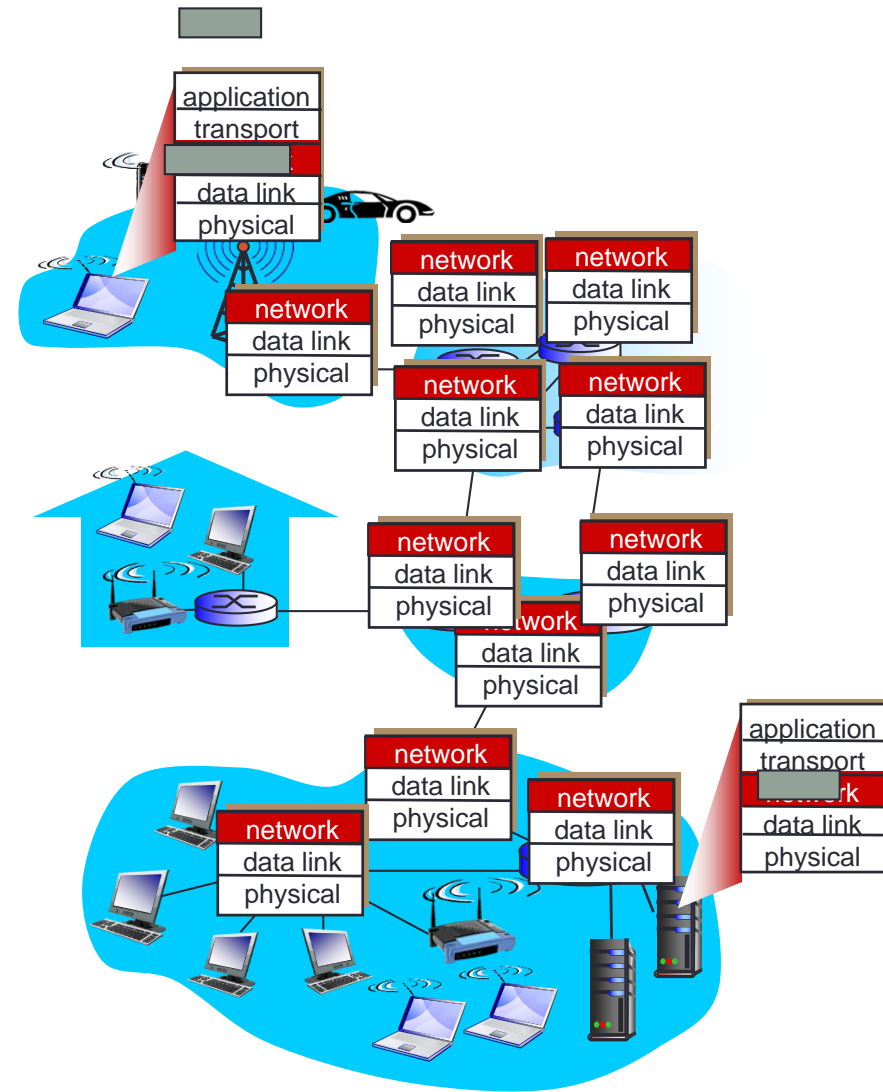 application
transport
data link
physical
network
data link
physical
network
data link
physical
network
data link
physical
network
data link
physical
network
data link
physical
network
data link
physical
network
data link
physical
network
data link
physical
network
data link
physical
application
transport
network
data link
physical
network
data link
physical
network
data link
physical